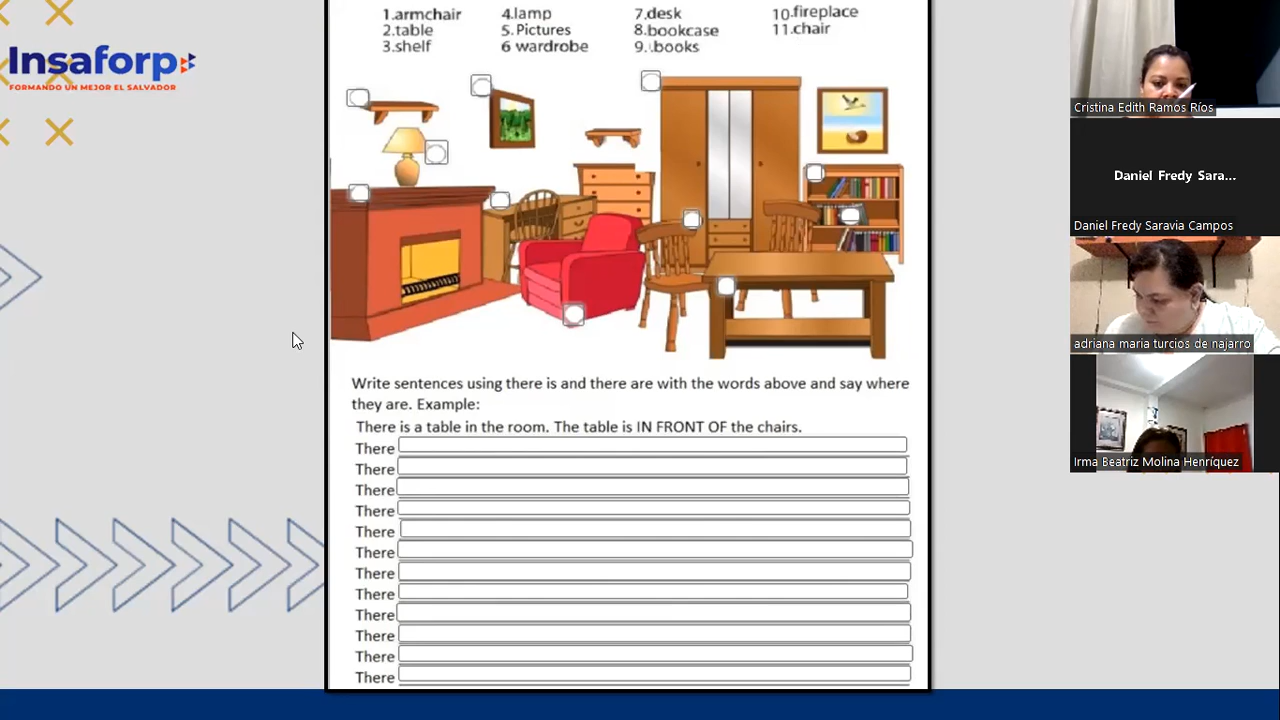 Insaforp
FORMANDO UN MEJOR EL SALVADOR
1.armchair 4.lamp 7.desk 10.fireplace
2.table 5.Pictures 8.bookcase 11.chair
3.shelf 6 wardrobe 9..books
Write sentences using there is and there are with the words above and say where
they are. Example:
There is a table in the room. The table is IN FRONT OF the chairs.
There
There
There
There
There
There
There
There
There
There
There
There
Cristina Edith Ramos Ríos
Daniel Fredy Sara...
Daniel Fredy Saravia Campos
adriana maria turcios de najarro
Irma Beatriz Molina Henríquez